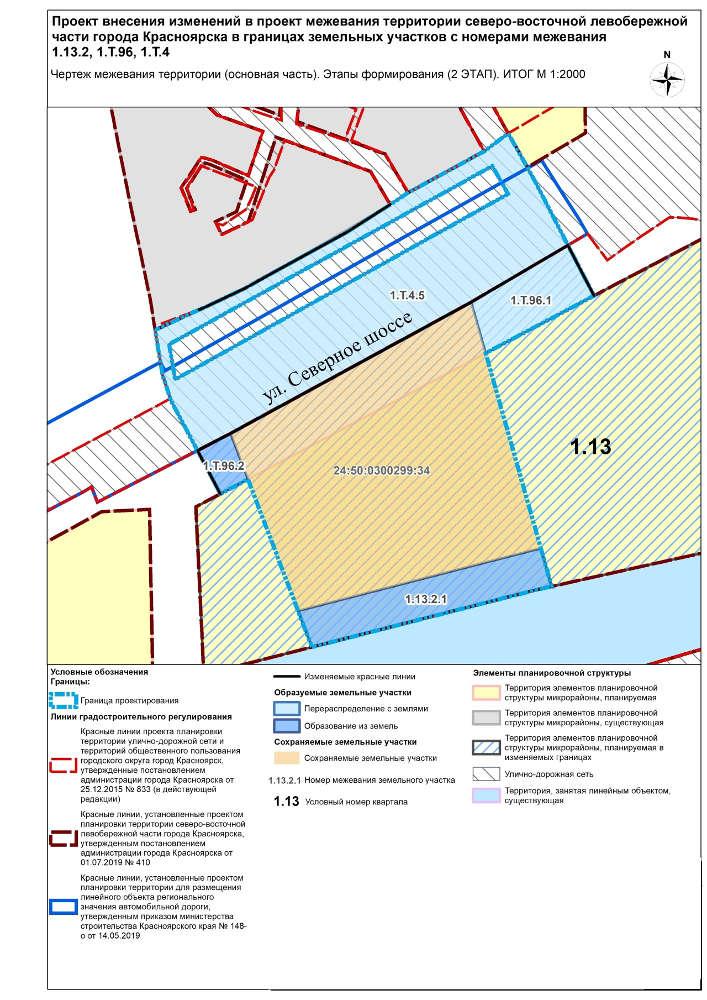 Проект внесения изменений в проект межевания территории северо-восточной левобережной
части города Красноярска в границах земельных участков с номерами межевания
1.13.2, 1.Т.96, 1.Т.4
Чертеж межевания территории (основная часть). Этапы формирования (2 ЭТАП). ИТОГ М 1:2000
N
1.Т.4.5
1.Т.96.1
ул. Северное шоссе
1.13
1.Т.96.2
24:50:0300299:34
1.13.2.1
Условные обозначения
Границы:
Граница проектирования
Линии градостроительного регулирования
Красные линии проекта планировки
территории улично-дорожной сети и
территорий общественного пользования
городского округа город Красноярск,
утвержденные постановлением
администрации города Красноярска от
25.12.2015 № 833 (в действующей
редакции)
Красные линии, установленные проектом
планировки территории северо-восточной
левобережной части города Красноярска,
утвержденным постановлением
администрации города Красноярска от
01.07.2019 № 410
Красные линии, установленные проектом
планировки территории для размещения
линейного объекта регионального
значения автомобильной дороги,
утвержденным приказом министерства
строительства Красноярского края № 148-
о от 14.05.2019
Изменяемые красные линии
Образуемые земельные участки
Перераспределение с землями
Образование из земель
Сохраняемые земельные участки
Сохраняемые земельные участки
1.13.2.1 Номер межевания земельного участка
1.13 Условный номер квартала
Элементы планировочной структуры
Территория элементов планировочной
структуры микрорайоны, планируемая
Территория элементов планировочной
структуры микрорайоны, существующая
Территория элементов планировочной
структуры микрорайоны, планируемая в
изменяемых границах
Улично-дорожная сеть
Территория, занятая линейным объектом,
существующая